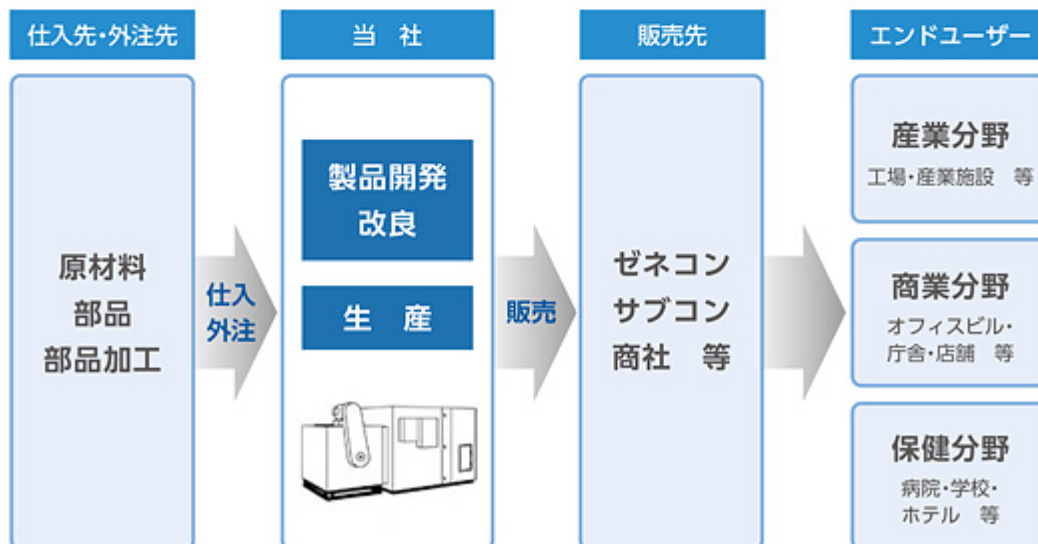 仕入先・外注先
原材料
部品
部品加工
仕入
外注
当　社
製品開発
改良
生　産
販売
販売先
ゼネコン
サブコン
商社　等
エンドユーザー
産業分野
工場・産業施設　等
商業分野
オフィスビル・
庁舎・店舗　等
保健分野
病院・学校・
ホテル　等